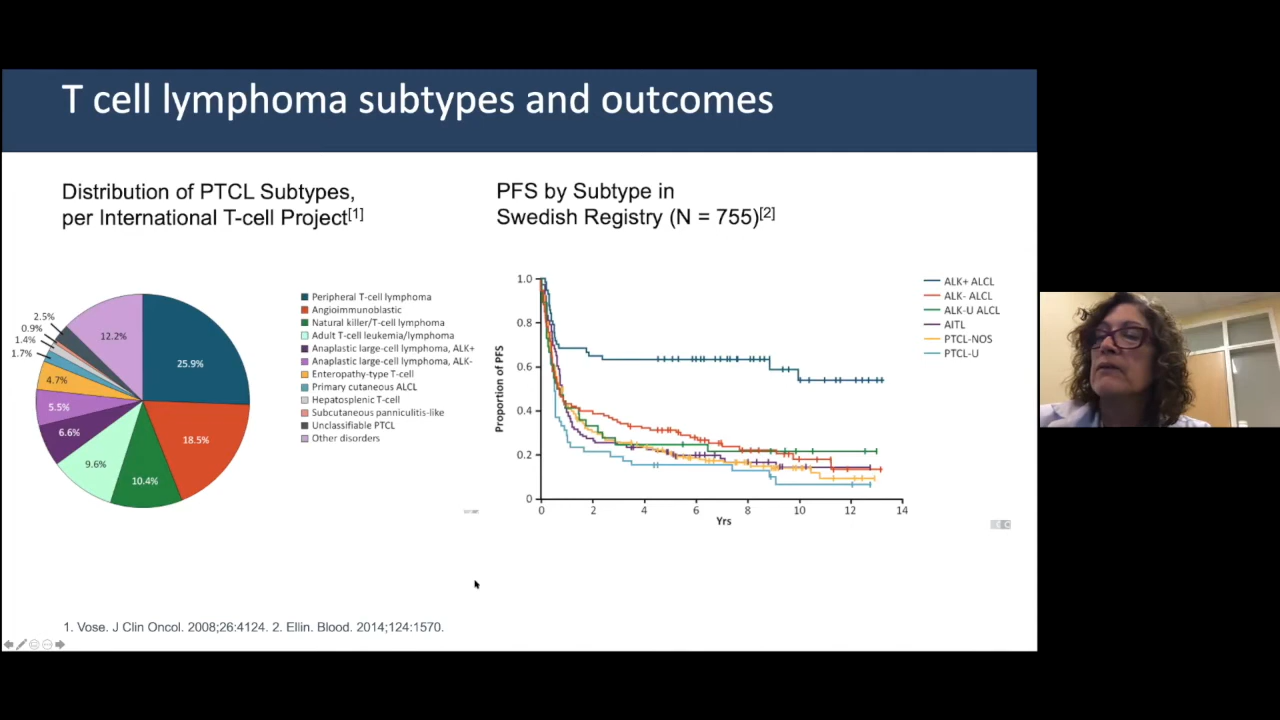 T cell lymphoma subtypes and outcomes
Distribution of PTCL Subtypes,
per International T-cell Project[1]
25.9%
18.5%
10.4%
9.6%
6.6%
5.5%
4.7%
1.7%
1.4%
0.9%
2.5%
12.2%
Peripheral T-cell lymphoma
Angioimmunoblastic
Natural killer/T-cell lymphoma
Adult T-cell leukemia/lymphoma
Anaplastic large-cell lymphoma, ALK+
Anaplastic large-cell lymphoma, ALK-
Enteropathy-type T-cell
Primary cutaneous ALCL
Hepatosplenic T-cell
Subcutaneous panniculitis-like
Unclassifiable PTCL
Other disorders
PFS by Subtype in
Swedish Registry (N = 755)[2]
Proportion of PFS
1.0
0.8
0.6
0.4
0.2
0
0 2 4 6 8 10 12 14
Yrs
ALK+ ALCL
ALK- ALCL
ALK-U ALCL
AITL
PTCL-NOS
PTCL-U
1. Vose. J Clin Oncol. 2008;26:4124. 2. Ellin. Blood. 2014;124:1570.